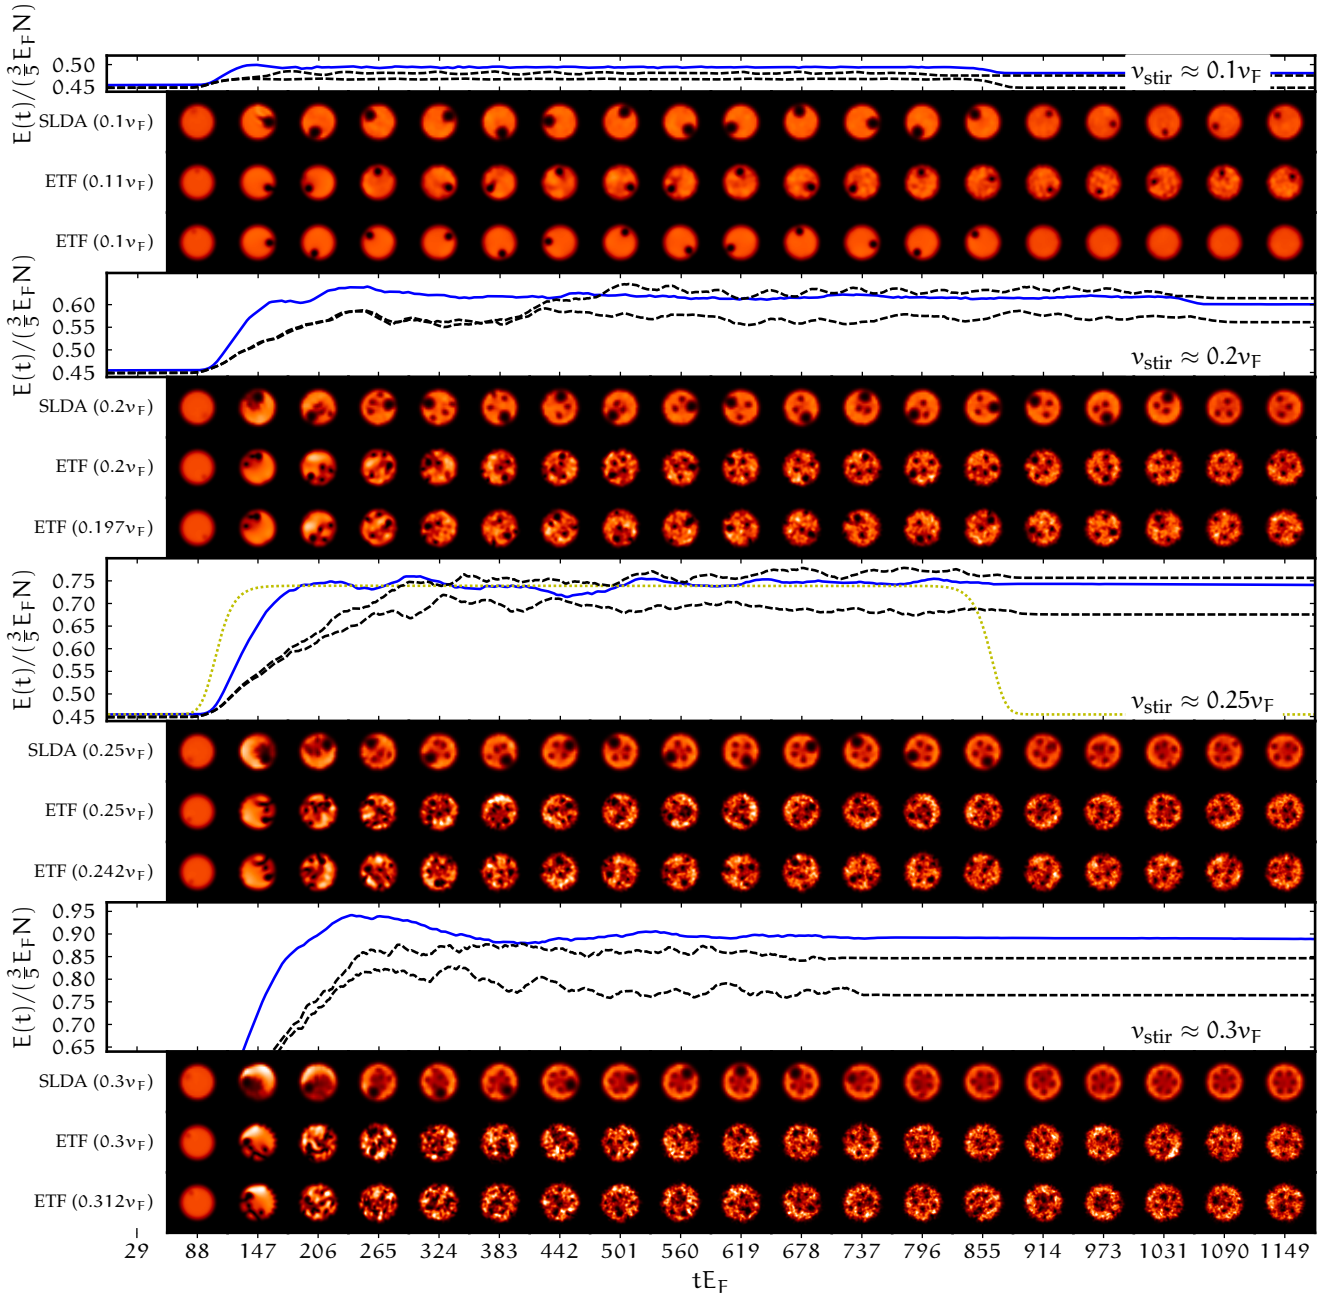 E(t)/(3/5 E_F N)
0.50
0.45
v_stir ≈ 0.1v_F
SLDA (0.1v_F)
ETF (0.11v_F)
ETF (0.1v_F)
E(t)/(3/5 E_F N)
0.60
0.55
0.50
0.45
v_stir ≈ 0.2v_F
SLDA (0.2v_F)
ETF (0.2v_F)
ETF (0.197v_F)
E(t)/(3/5 E_F N)
0.75
0.70
0.65
0.60
0.55
0.50
0.45
v_stir ≈ 0.25v_F
SLDA (0.25v_F)
ETF (0.25v_F)
ETF (0.242v_F)
E(t)/(3/5 E_F N)
0.95
0.90
0.85
0.80
0.75
0.70
0.65
v_stir ≈ 0.3v_F
SLDA (0.3v_F)
ETF (0.3v_F)
ETF (0.312v_F)
29 88 147 206 265 324 383 442 501 560 619 678 737 796 855 914 973 1031 1090 1149
tE_F